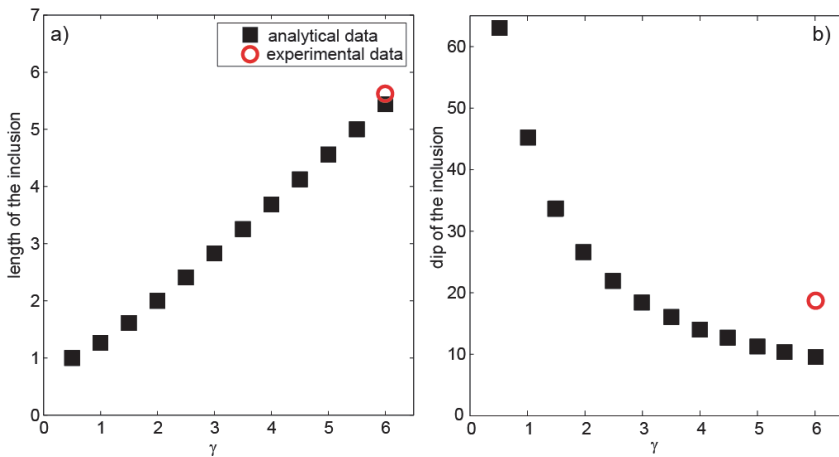 a)
analytical data
experimental data
7
6
5
4
3
2
1
0
length of the inclusion
0 1 2 3 4 5 6
γ
b)
60
50
40
30
20
10
0
dip of the inclusion
0 1 2 3 4 5 6
γ